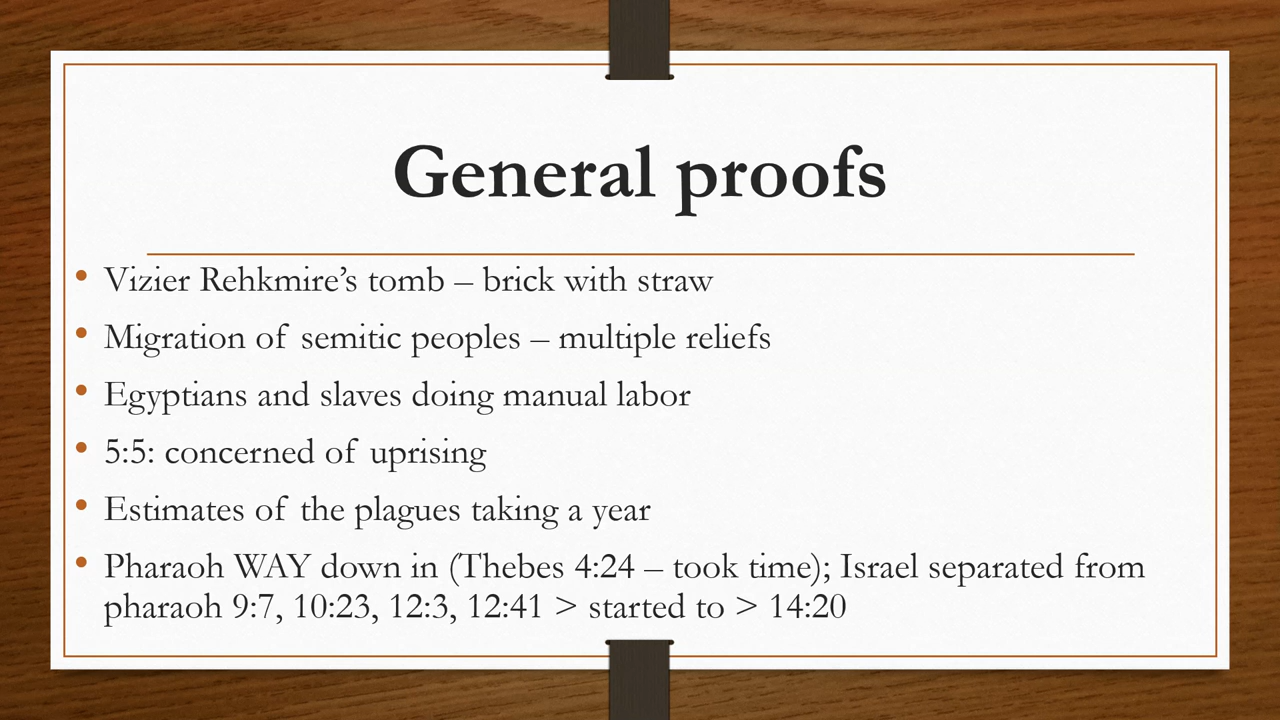 General proofs
• Vizier Rehkmire’s tomb – brick with straw
• Migration of semitic peoples – multiple reliefs
• Egyptians and slaves doing manual labor
• 5:5: concerned of uprising
• Estimates of the plagues taking a year
• Pharaoh WAY down in (Thebes 4:24 – took time); Israel separated from
pharaoh 9:7, 10:23, 12:3, 12:41 > started to > 14:20